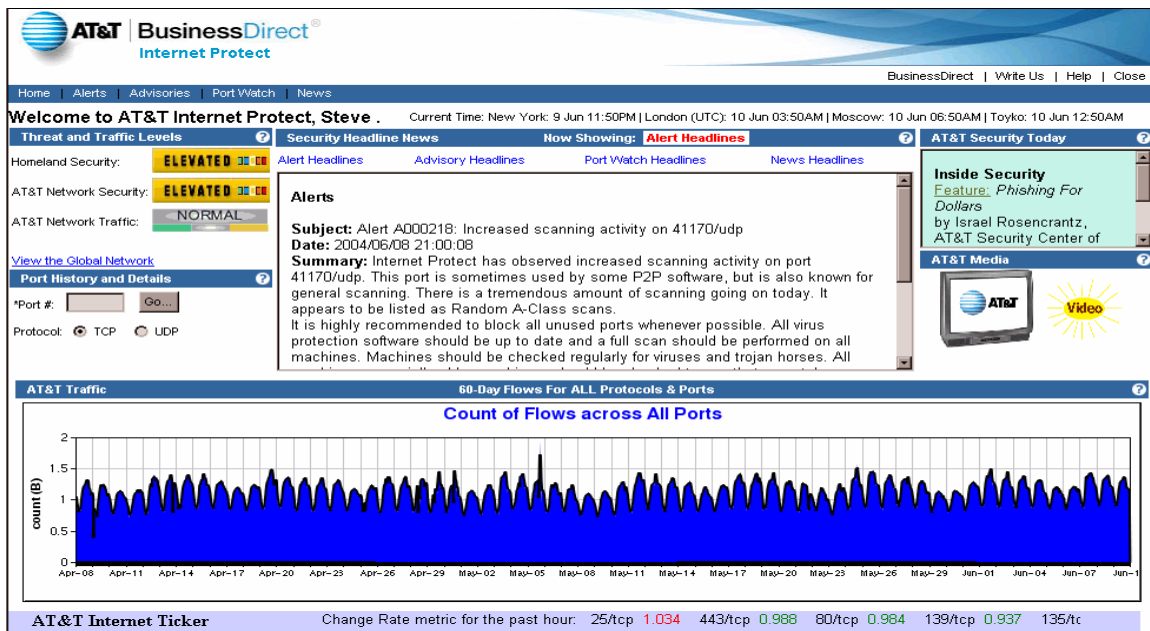 AT&T BusinessDirect®
Internet Protect
BusinessDirect | Write Us | Help | Close
Home | Alerts | Advisories | Port Watch | News
Welcome to AT&T Internet Protect, Steve .
Current Time: New York: 9 Jun 11:50PM | London (UTC): 10 Jun 03:50AM | Moscow: 10 Jun 06:50AM | Toyko: 10 Jun 12:50AM
Threat and Traffic Levels ?
Homeland Security: ELEVATED
AT&T Network Security: ELEVATED
AT&T Network Traffic: NORMAL
View the Global Network
Port History and Details ?
*Port #: Go...
Protocol: TCP UDP
Security Headline News Now Showing: Alert Headlines ?
Alert Headlines Advisory Headlines Port Watch Headlines News Headlines
Alerts
Subject: Alert A000218: Increased scanning activity on 41170/udp
Date: 2004/06/08 21:00:08
Summary: Internet Protect has observed increased scanning activity on port
41170/udp. This port is sometimes used by some P2P software, but is also known for
general scanning. There is a tremendous amount of scanning going on today. It
appears to be listed as Random A-Class scans.
It is highly recommended to block all unused ports whenever possible. All virus
protection software should be up to date and a full scan should be performed on all
machines. Machines should be checked regularly for viruses and trojan horses. All
AT&T Security Today ?
Inside Security
Feature: Phishing For
Dollars
by Israel Rosencrantz,
AT&T Security Center of
AT&T Media ?
AT&T
Video
AT&T Traffic 60-Day Flows For ALL Protocols & Ports ?
Count of Flows across All Ports
count (B)
2
1.5
1
0.5
0
Apr-08 Apr-11 Apr-14 Apr-17 Apr-20 Apr-23 Apr-26 Apr-29 May-02 May-05 May-08 May-11 May-14 May-17 May-20 May-23 May-26 May-29 Jun-01 Jun-04 Jun-07 Jun-1
AT&T Internet Ticker Change Rate metric for the past hour: 25/tcp 1.034 443/tcp 0.988 80/tcp 0.984 139/tcp 0.937 135/tc